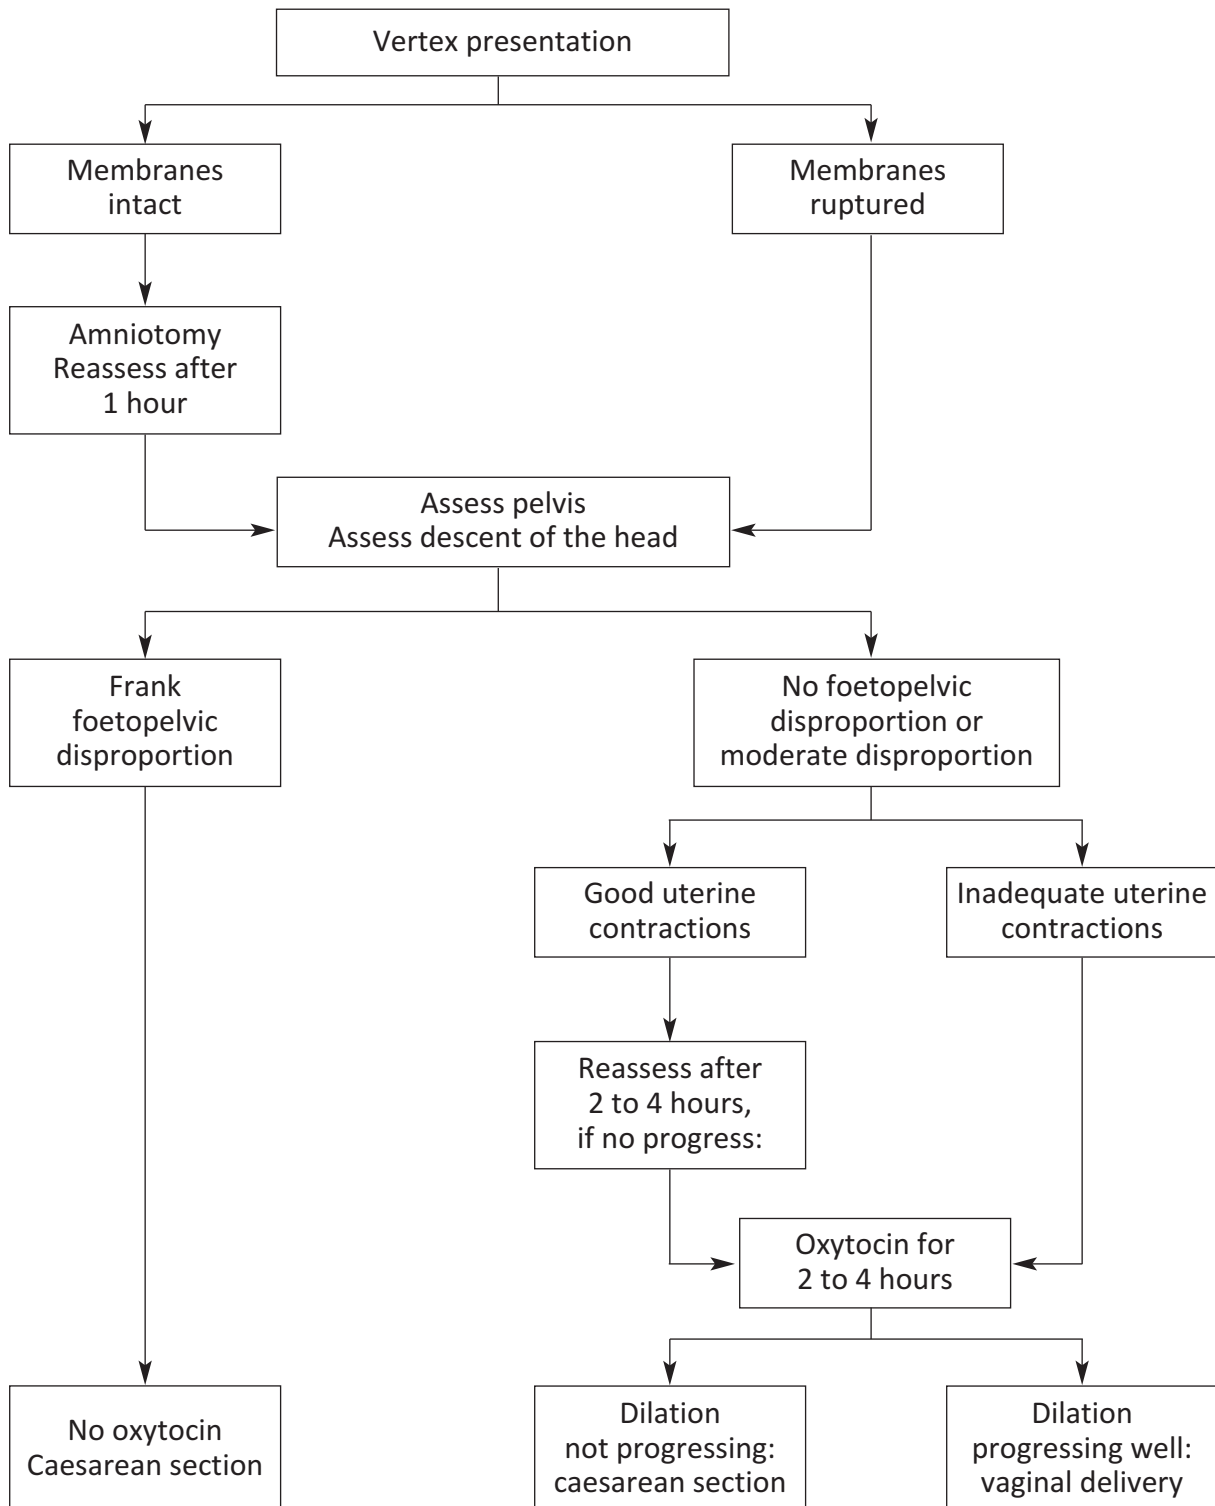 Vertex presentation
Membranes
intact
Membranes
ruptured
Amniotomy
Reassess after
1 hour
Assess pelvis
Assess descent of the head
Frank
foetopelvic
disproportion
No foetopelvic
disproportion or
moderate disproportion
Good uterine
contractions
Inadequate uterine
contractions
Reassess after
2 to 4 hours,
if no progress:
Oxytocin for
2 to 4 hours
No oxytocin
Caesarean section
Dilation
not progressing:
caesarean section
Dilation
progressing well:
vaginal delivery